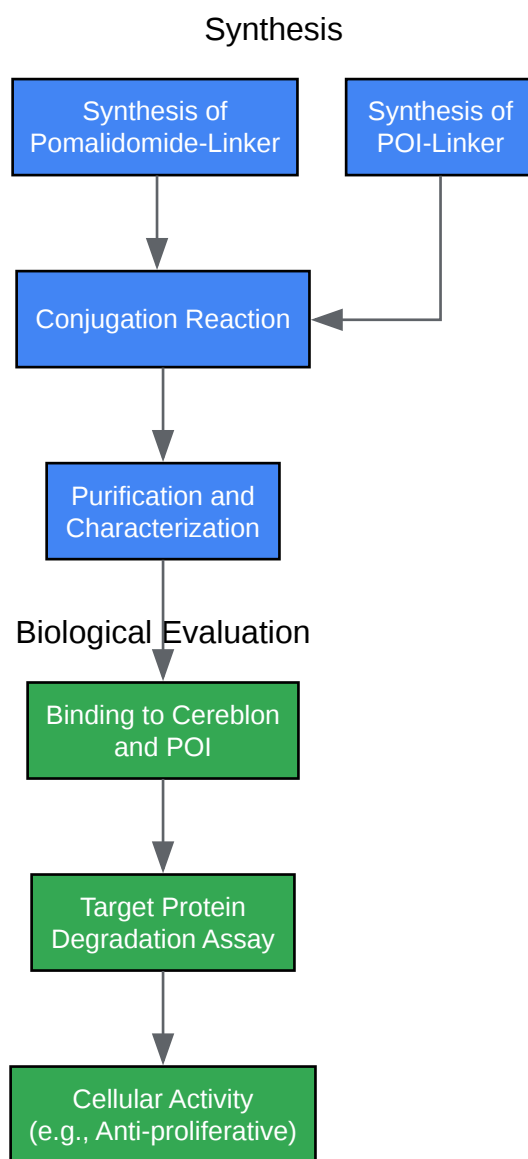 Synthesis
Synthesis of
Pomalidomide-Linker
Synthesis of
POI-Linker
Conjugation Reaction
Purification and
Characterization
Biological Evaluation
Binding to Cereblon
and POI
Target Protein
Degradation Assay
Cellular Activity
(e.g., Anti-proliferative)